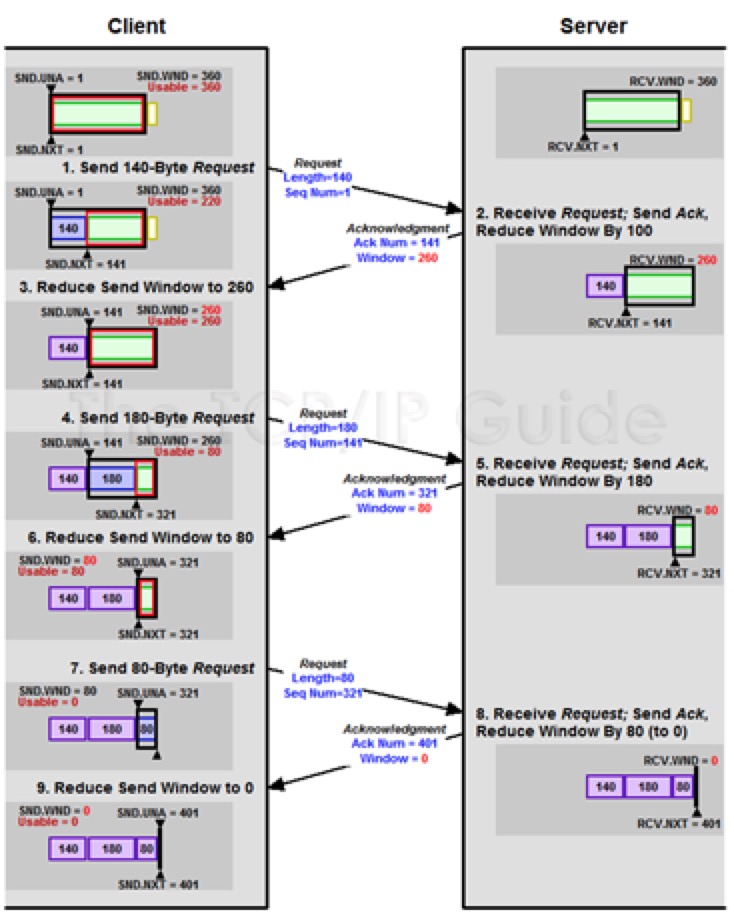 Client
Server
SND.UNA = 1
SND.WND = 360
Usable = 360
SND.NXT = 1
RCV.WND = 360
RCV.NXT = 1
1. Send 140-Byte Request
Request
Length=140
Seq Num=1
SND.UNA = 1
SND.WND = 360
Usable = 220
140
SND.NXT = 141
2. Receive Request; Send Ack,
Reduce Window By 100
Acknowledgment
Ack Num = 141
Window = 260
RCV.WND = 260
140
RCV.NXT = 141
3. Reduce Send Window to 260
SND.UNA = 141
SND.WND = 260
Usable = 260
140
SND.NXT = 141
The TCP/IP Guide
4. Send 180-Byte Request
Request
Length=180
Seq Num=141
SND.UNA = 141
SND.WND = 260
Usable = 80
140
180
SND.NXT = 321
5. Receive Request; Send Ack,
Reduce Window By 180
Acknowledgment
Ack Num = 321
Window = 80
RCV.WND = 80
140
180
RCV.NXT = 321
6. Reduce Send Window to 80
SND.WND = 80
Usable = 80
SND.UNA = 321
140
180
SND.NXT = 321
7. Send 80-Byte Request
Request
Length=80
Seq Num=321
SND.WND = 80
Usable = 0
SND.UNA = 321
140
180
80
8. Receive Request; Send Ack,
Reduce Window By 80 (to 0)
Acknowledgment
Ack Num = 401
Window = 0
RCV.WND = 0
140
180
80
RCV.NXT = 401
9. Reduce Send Window to 0
SND.WND = 0
Usable = 0
SND.UNA = 401
140
180
80
SND.NXT = 401